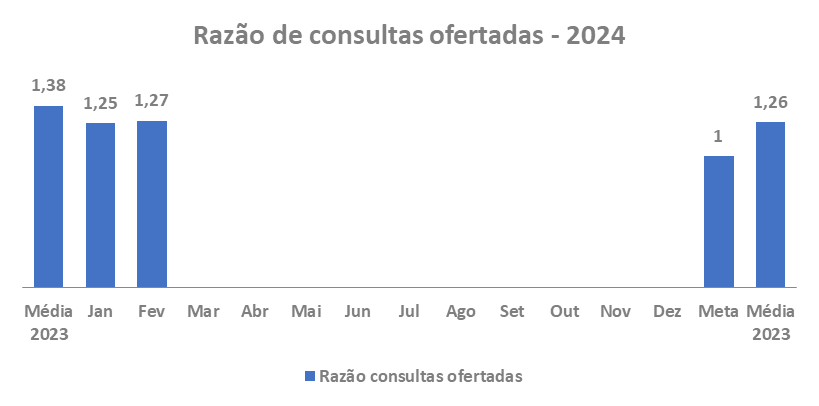 Razão de consultas ofertadas - 2024
1,38
1,25
1,27
1
1,26
Média 2023
Jan
Fev
Mar
Abr
Mai
Jun
Jul
Ago
Set
Out
Nov
Dez
Meta
Média 2023
Razão consultas ofertadas